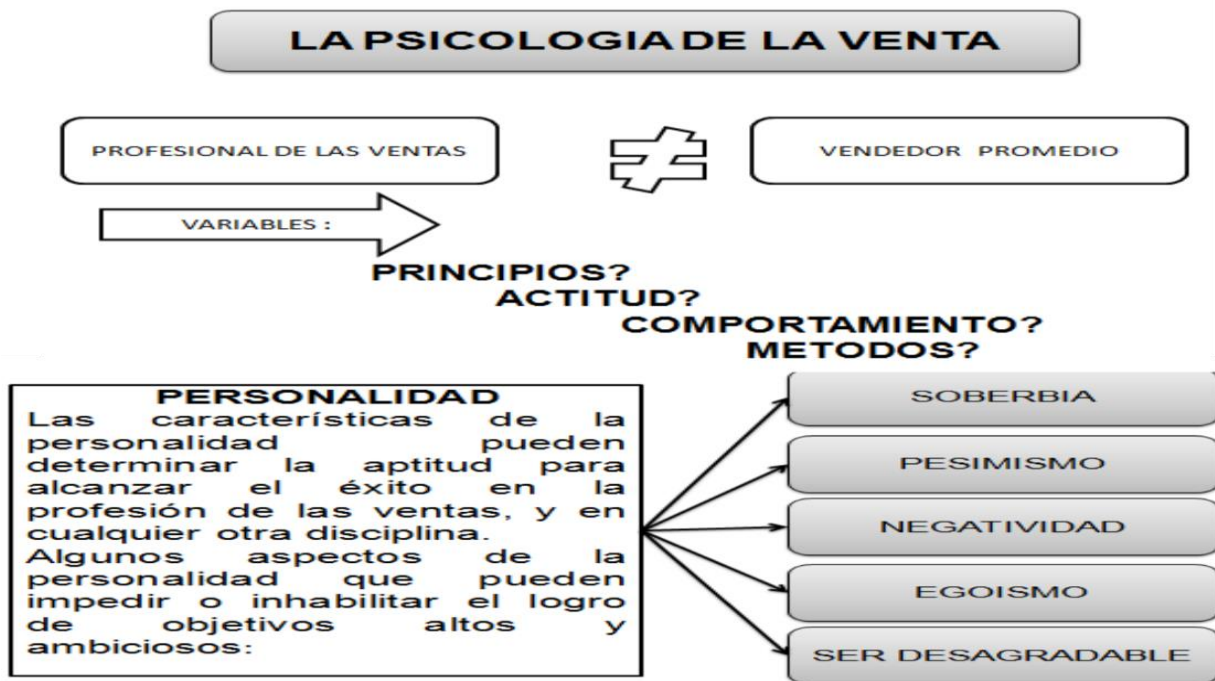 LA PSICOLOGIA DE LA VENTA
PROFESIONAL DE LAS VENTAS
≠
VENDEDOR PROMEDIO
VARIABLES :
PRINCIPIOS?
ACTITUD?
COMPORTAMIENTO?
METODOS?
PERSONALIDAD
Las características de la
personalidad pueden
determinar la aptitud para
alcanzar el éxito en la
profesión de las ventas, y en
cualquier otra disciplina.
Algunos aspectos de la
personalidad que pueden
impedir o inhabilitar el logro
de objetivos altos y
ambiciosos:
SOBERBIA
PESIMISMO
NEGATIVIDAD
EGOISMO
SER DESAGRADABLE